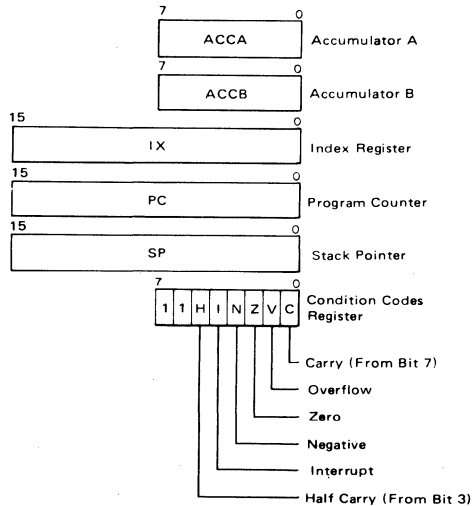 7 0
ACCA Accumulator A
7 0
ACCB Accumulator B
15 0
IX Index Register
15 0
PC Program Counter
15 0
SP Stack Pointer
7 0
1 1 H I N Z V C Condition Codes
Register
Carry (From Bit 7)
Overflow
Zero
Negative
Interrupt
Half Carry (From Bit 3)